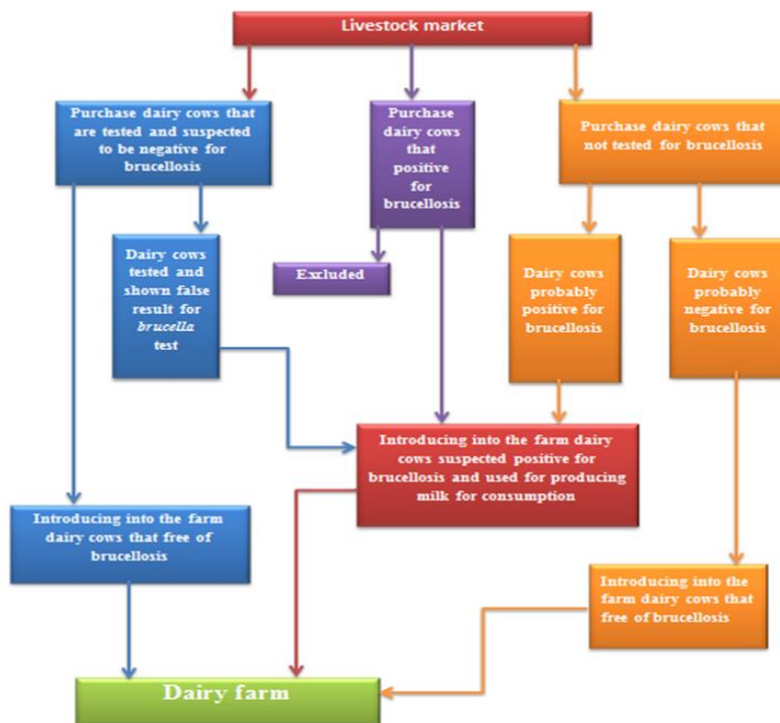 Livestock market
Purchase dairy cows that
are tested and suspected
to be negative for
brucellosis
Purchase
dairy cows
that
positive
for
brucellosis
Purchase dairy cows that
not tested for brucellosis
Dairy cows
tested and
shown false
result for
brucella
test
Excluded
Dairy cows
probably
positive for
brucellosis
Dairy cows
probably
negative for
brucellosis
Introducing into the farm dairy
cows suspected positive for
brucellosis and used for producing
milk for consumption
Introducing into the farm
dairy cows that free of
brucellosis
Introducing into the
farm dairy cows that
free of brucellosis
Dairy farm